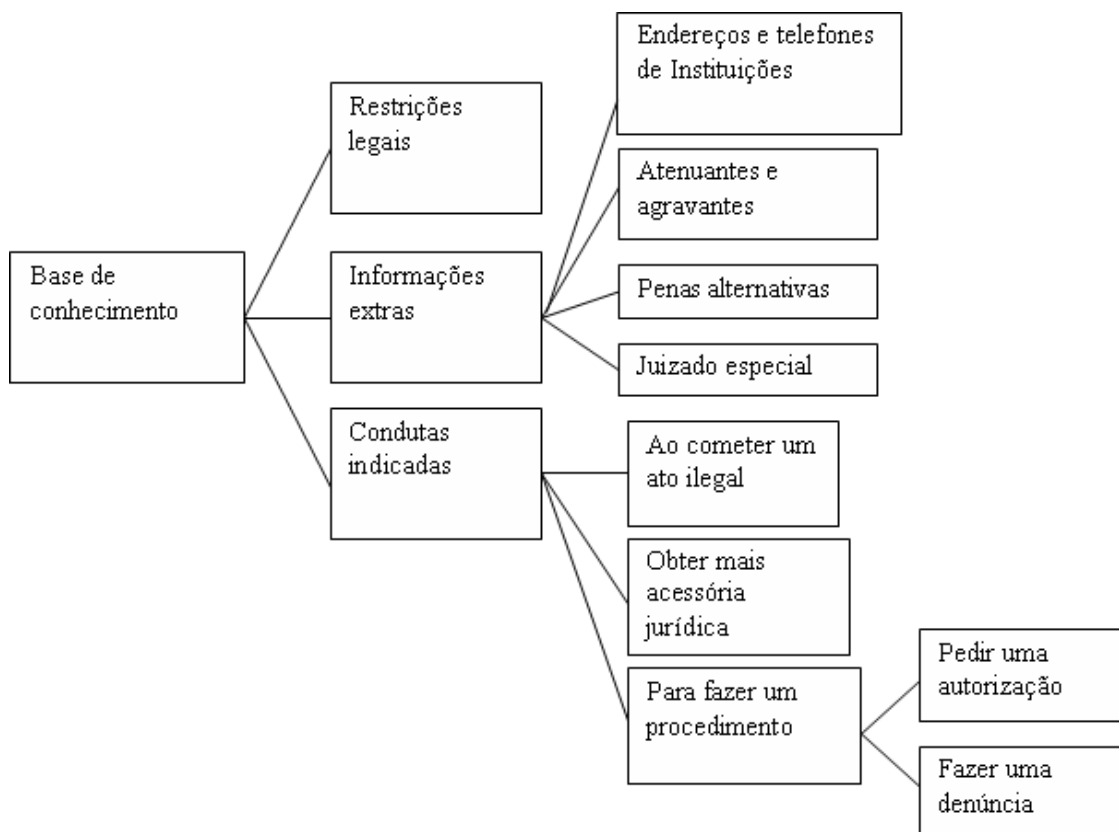 Base de
conhecimento
Restrições
legais
Informações
extras
Condutas
indicadas
Endereços e telefones
de Instituições
Atenuantes e
agravantes
Penas alternativas
Juizado especial
Ao cometer um
ato ilegal
Obter mais
acessória
jurídica
Para fazer um
procedimento
Pedir uma
autorização
Fazer uma
denúncia